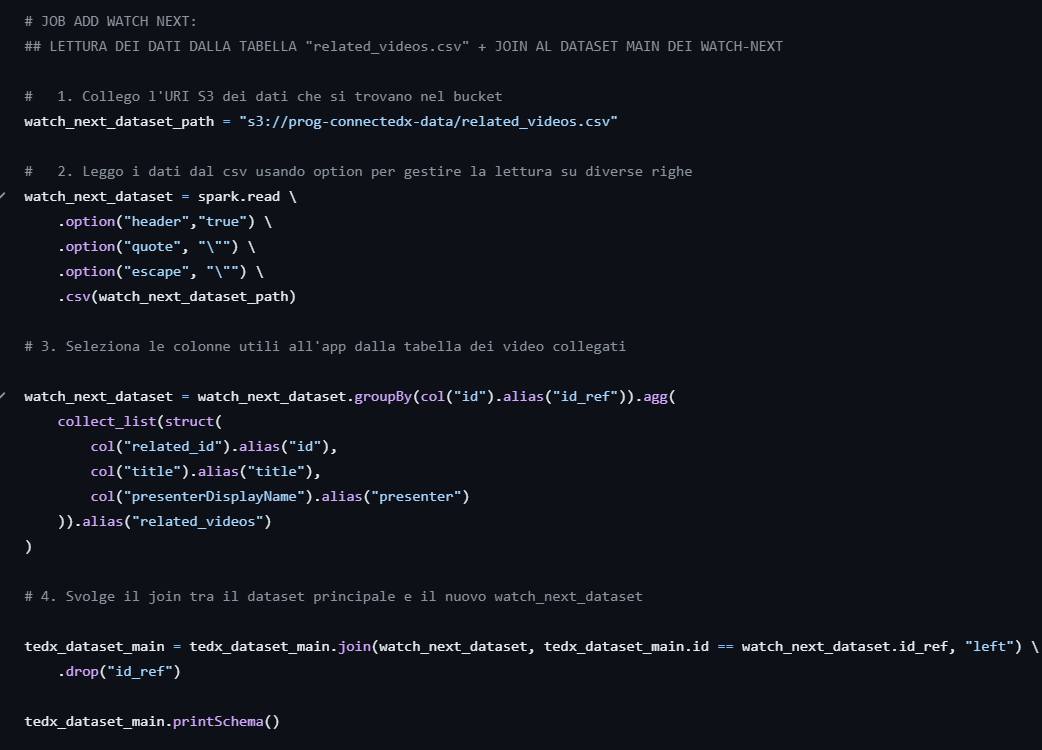 # JOB ADD WATCH NEXT:
## LETTURA DEI DATI DALLA TABELLA "related_videos.csv" + JOIN AL DATASET MAIN DEI WATCH-NEXT
#   1. Collego l'URI S3 dei dati che si trovano nel bucket
watch_next_dataset_path = "s3://prog-connectedx-data/related_videos.csv"
#   2. Leggo i dati dal csv usando option per gestire la lettura su diverse righe
watch_next_dataset = spark.read \
    .option("header","true") \
    .option("quote", "\"") \
    .option("escape", "\"") \
    .csv(watch_next_dataset_path)
# 3. Seleziona le colonne utili all'app dalla tabella dei video collegati
watch_next_dataset = watch_next_dataset.groupBy(col("id").alias("id_ref")).agg(
    collect_list(struct(
        col("related_id").alias("id"),
        col("title").alias("title"),
        col("presenterDisplayName").alias("presenter")
    )).alias("related_videos")
)
# 4. Svolge il join tra il dataset principale e il nuovo watch_next_dataset
tedx_dataset_main = tedx_dataset_main.join(watch_next_dataset, tedx_dataset_main.id == watch_next_dataset.id_ref, "left") \
    .drop("id_ref")
tedx_dataset_main.printSchema()